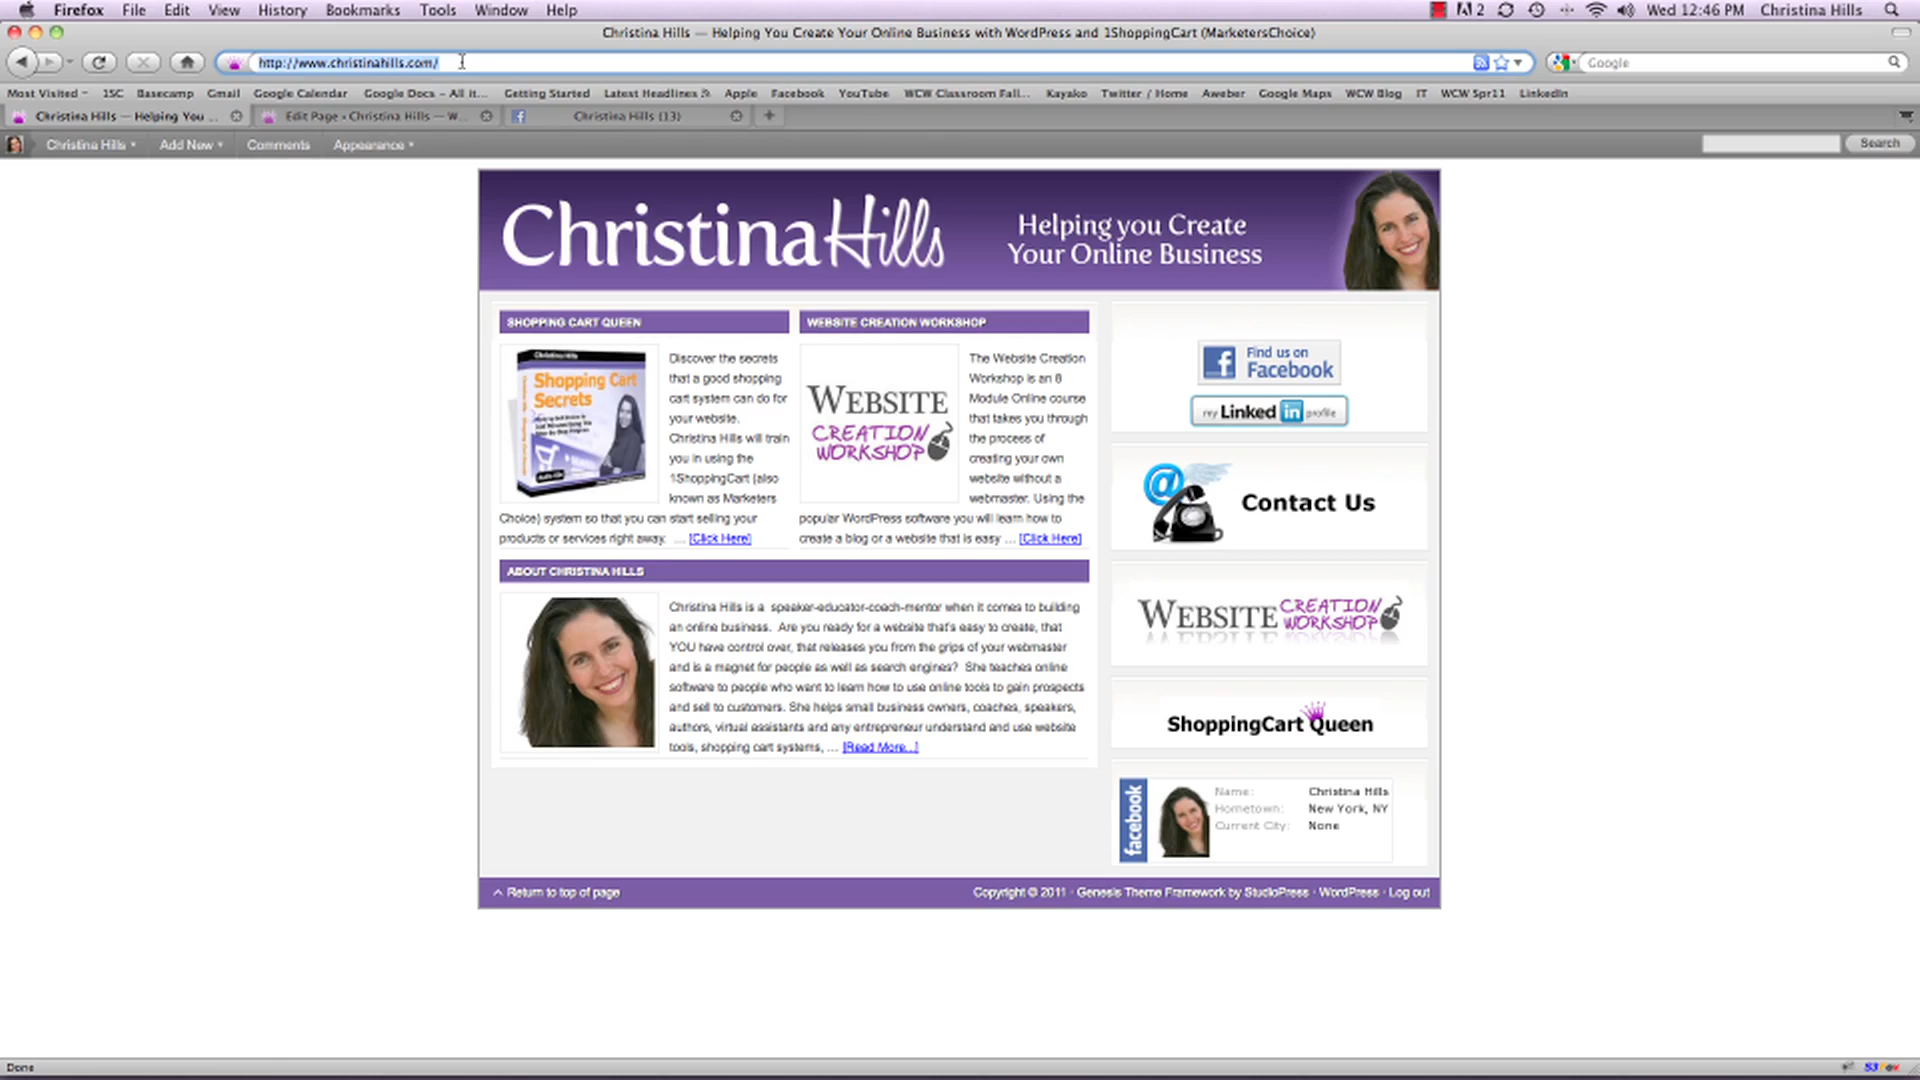 Firefox File Edit View History Bookmarks Tools Window Help
2 Wed 12:46 PM Christina Hills
Christina Hills — Helping You Create Your Online Business with WordPress and 1ShoppingCart (MarketersChoice)
http://www.christinahills.com/
Google
Most Visited 1SC Basecamp Gmail Google Calendar Google Docs - All it... Getting Started Latest Headlines Apple Facebook YouTube WCW Classroom Fall... Kayako Twitter / Home Aweber Google Maps WCW Blog IT WCW Spr11 LinkedIn
Christina Hills — Helping You ...
Edit Page ‹ Christina Hills — W...
Christina Hills (13)
Christina Hills Add New Comments Appearance
Search
Christina Hills
Helping you Create
Your Online Business
SHOPPING CART QUEEN
Christina Hills
Shopping Cart
Secrets
Discover the secrets
that a good shopping
cart system can do for
your website.
Christina Hills will train
you in using the
1ShoppingCart (also
known as Marketers
Choice) system so that you can start selling your
products or services right away. ... [Click Here]
WEBSITE CREATION WORKSHOP
WEBSITE
CREATION
WORKSHOP
The Website Creation
Workshop is an 8
Module Online course
that takes you through
the process of
creating your own
website without a
webmaster. Using the
popular WordPress software you will learn how to
create a blog or a website that is easy ... [Click Here]
ABOUT CHRISTINA HILLS
Christina Hills is a speaker-educator-coach-mentor when it comes to building
an online business. Are you ready for a website that's easy to create, that
YOU have control over, that releases you from the grips of your webmaster
and is a magnet for people as well as search engines? She teaches online
software to people who want to learn how to use online tools to gain prospects
and sell to customers. She helps small business owners, coaches, speakers,
authors, virtual assistants and any entrepreneur understand and use website
tools, shopping cart systems, ... [Read More...]
Find us on
Facebook
my Linked in profile
@
Contact Us
WEBSITE CREATION
WORKSHOP
ShoppingCart Queen
facebook
Name: Christina Hills
Hometown: New York, NY
Current City: None
^ Return to top of page
Copyright © 2011 · Genesis Theme Framework by StudioPress · WordPress · Log out
Done